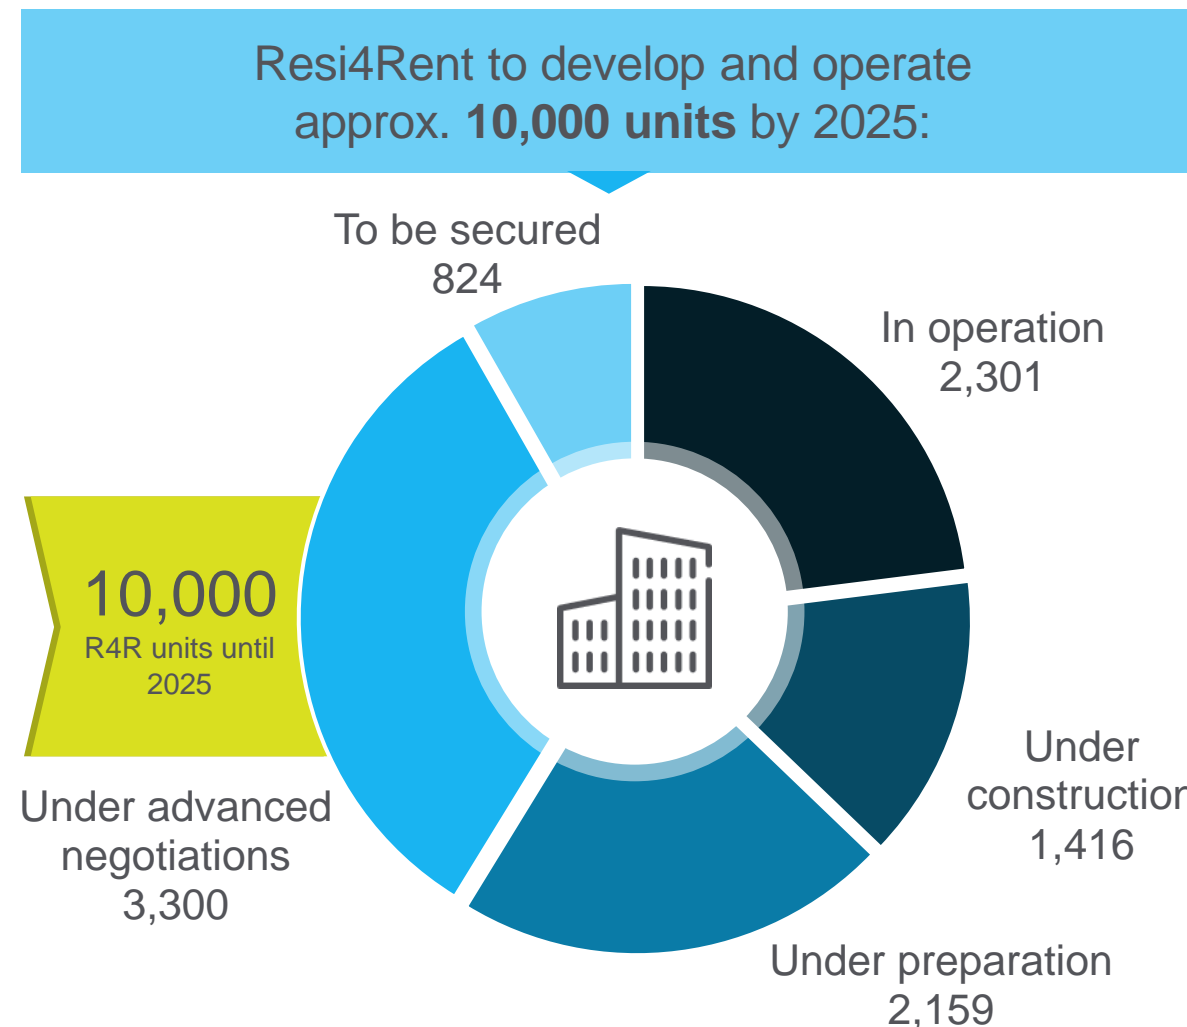 Resi4Rent to develop and operate
approx. 10,000 units by 2025:
To be secured
824
In operation
2,301
10,000
R4R units until
2025
Under
construction
1,416
Under advanced
negotiations
3,300
Under preparation
2,159